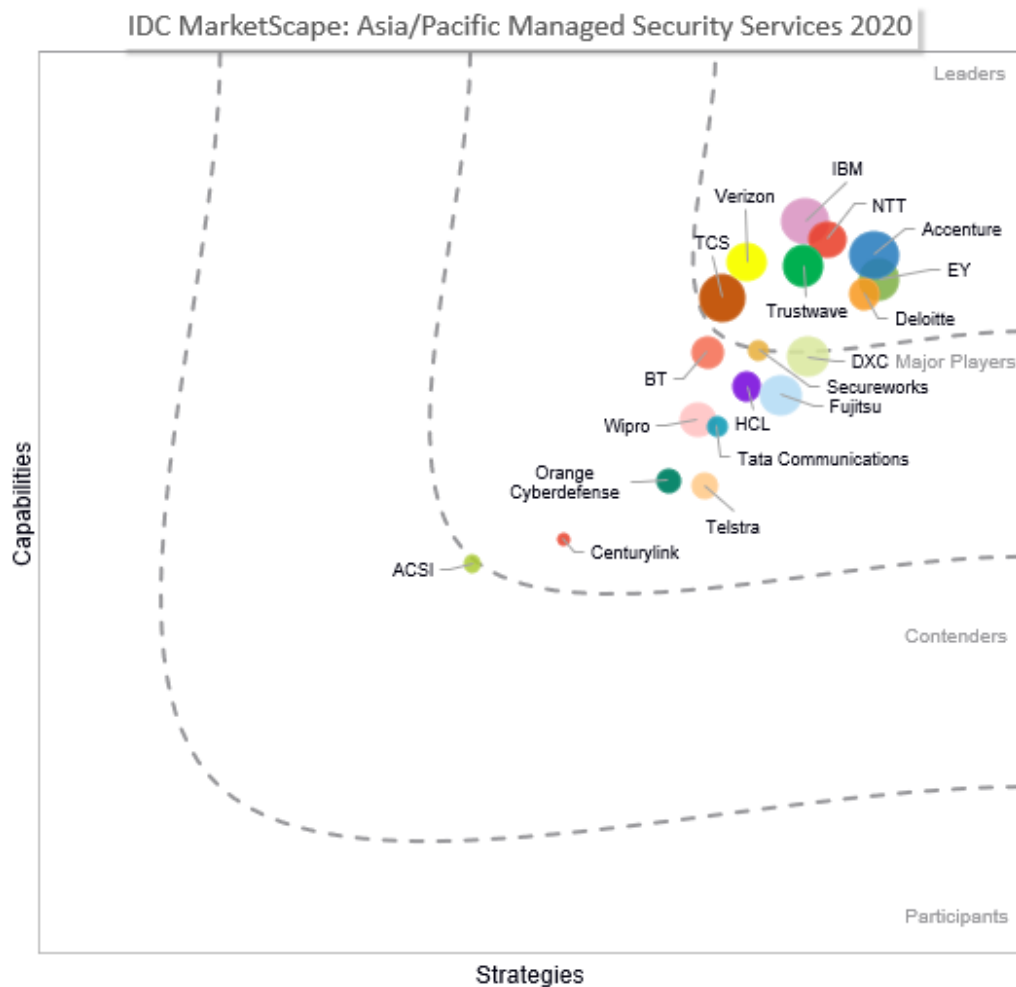 IDC MarketScape: Asia/Pacific Managed Security Services 2020
Leaders
IBM
Verizon
NTT
Accenture
TCS
EY
Trustwave
Deloitte
DXC
Major Players
BT
Secureworks
Fujitsu
Wipro
HCL
Tata Communications
Orange
Cyberdefense
Telstra
Centurylink
ACSI
Capabilities
Contenders
Participants
Strategies